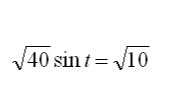 √40 sin t = √10